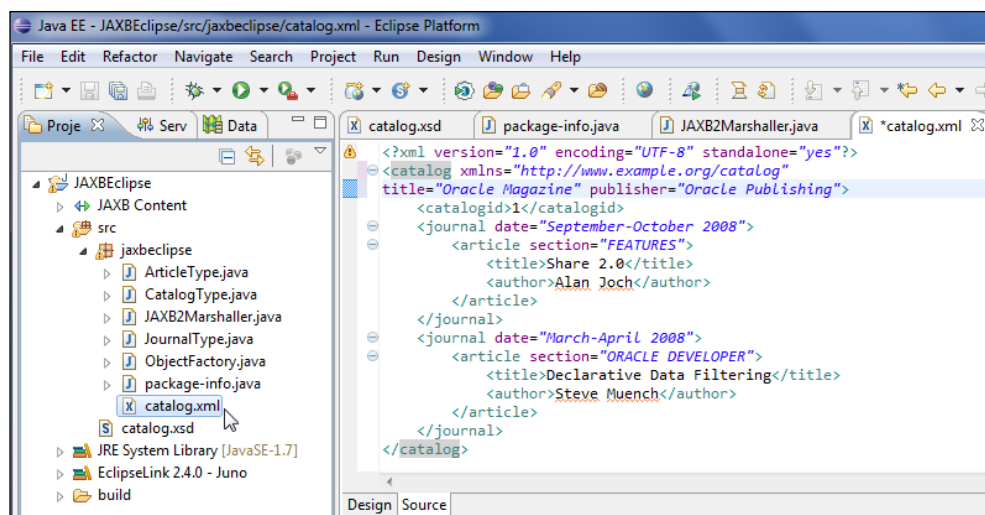 Java EE - JAXBEclipse/src/jaxbeclipse/catalog.xml - Eclipse Platform
File Edit Refactor Navigate Search Project Run Design Window Help
Proje Serv Data
catalog.xsd package-info.java JAXB2Marshaller.java *catalog.xml
JAXBEclipse
JAXB Content
src
jaxbeclipse
ArticleType.java
CatalogType.java
JAXB2Marshaller.java
JournalType.java
ObjectFactory.java
package-info.java
catalog.xml
catalog.xsd
JRE System Library [JavaSE-1.7]
EclipseLink 2.4.0 - Juno
build
<?xml version="1.0" encoding="UTF-8" standalone="yes"?>
<catalog xmlns="http://www.example.org/catalog"
title="Oracle Magazine" publisher="Oracle Publishing">
<catalogid>1</catalogid>
<journal date="September-October 2008">
<article section="FEATURES">
<title>Share 2.0</title>
<author>Alan Joch</author>
</article>
</journal>
<journal date="March-April 2008">
<article section="ORACLE DEVELOPER">
<title>Declarative Data Filtering</title>
<author>Steve Muench</author>
</article>
</journal>
</catalog>
Design Source